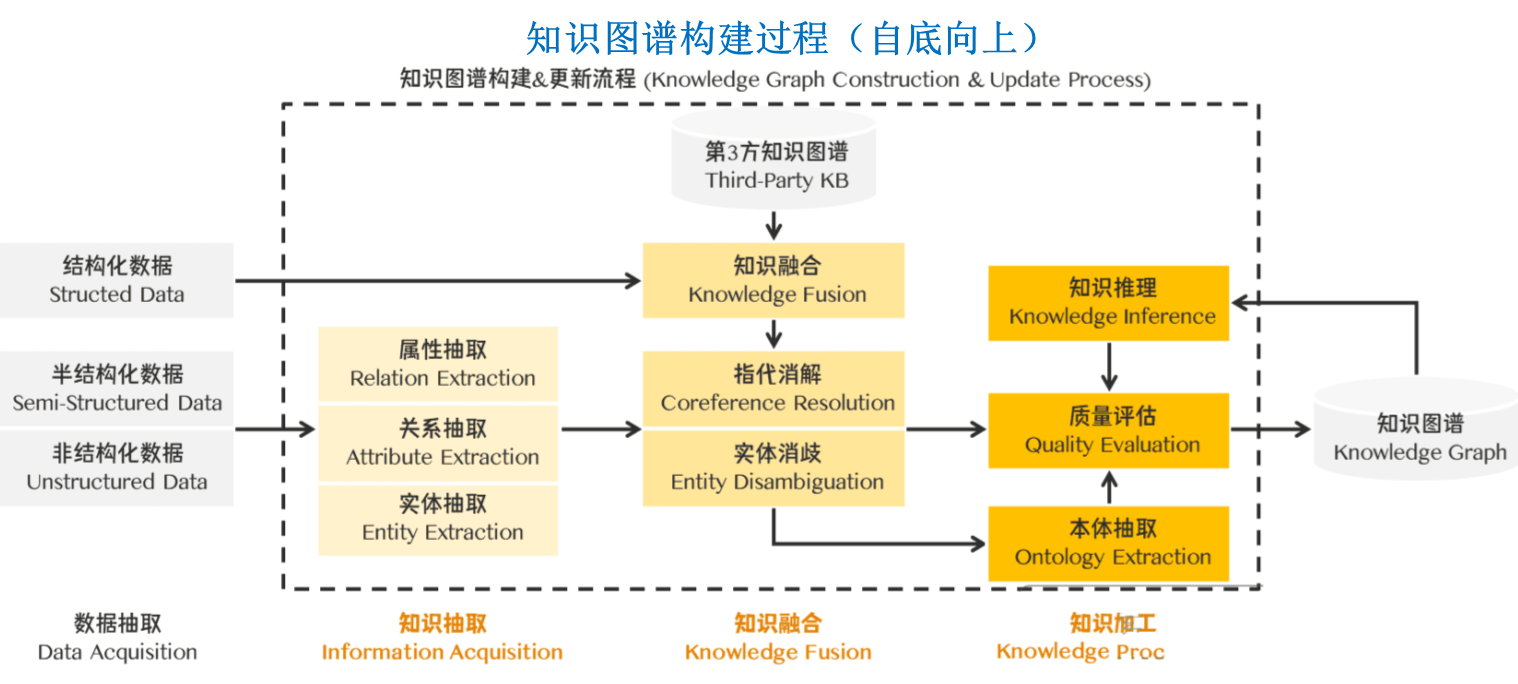 知识图谱构建过程（自底向上）
知识图谱构建&更新流程 (Knowledge Graph Construction & Update Process)
第3方知识图谱
Third-Party KB
结构化数据
Structed Data
知识融合
Knowledge Fusion
知识推理
Knowledge Inference
属性抽取
Relation Extraction
半结构化数据
Semi-Structured Data
指代消解
Coreference Resolution
关系抽取
Attribute Extraction
质量评估
Quality Evaluation
知识图谱
Knowledge Graph
非结构化数据
Unstructured Data
实体消歧
Entity Disambiguation
实体抽取
Entity Extraction
本体抽取
Ontology Extraction
数据抽取
Data Acquisition
知识抽取
Information Acquisition
知识融合
Knowledge Fusion
知识加工
Knowledge Proc